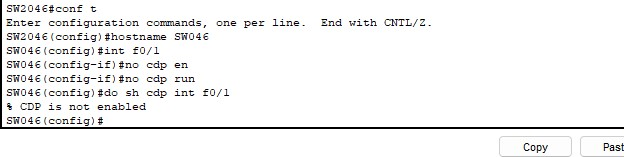 SW2046#conf t
Enter configuration commands, one per line.  End with CNTL/Z.
SW2046(config)#hostname SW046
SW046(config)#int f0/1
SW046(config-if)#no cdp en
SW046(config-if)#no cdp run
SW046(config)#do sh cdp int f0/1
% CDP is not enabled
SW046(config)#
Copy
Past